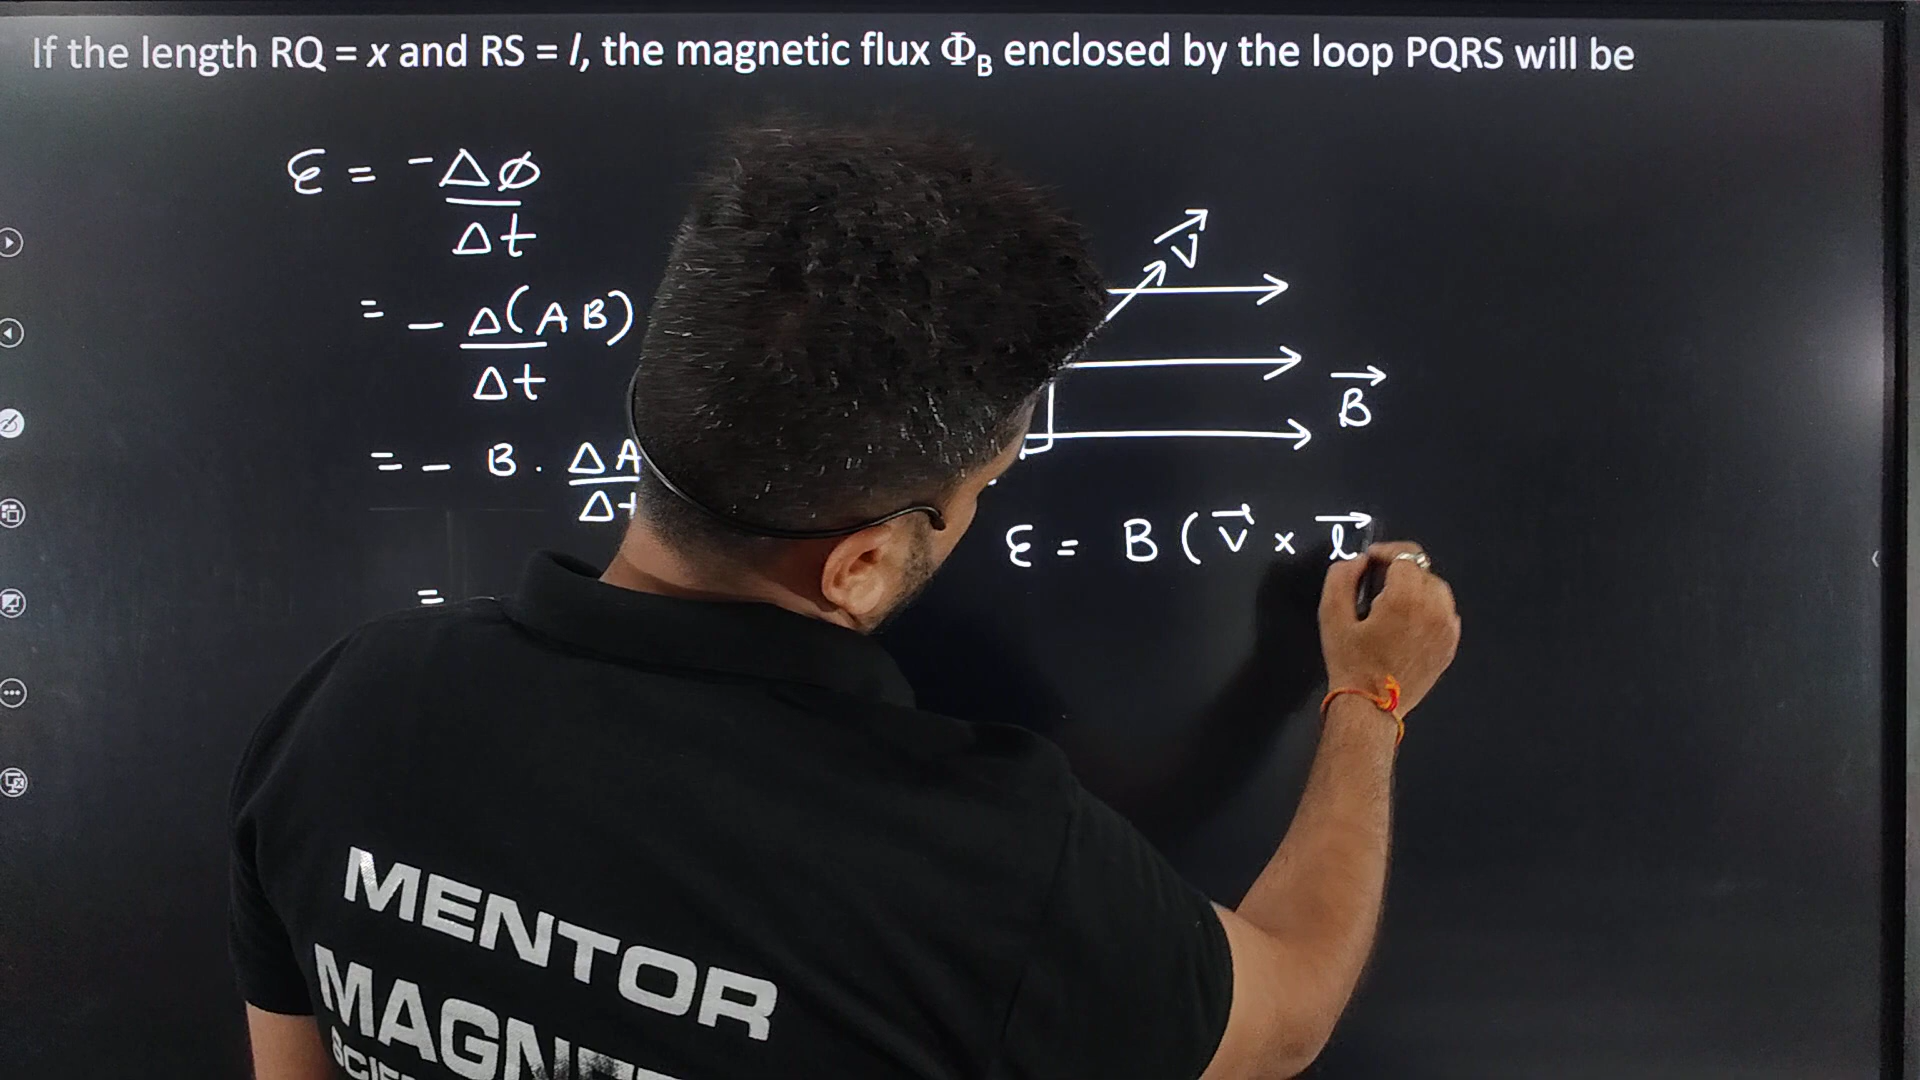 If the length RQ = x and RS = l, the magnetic flux Φ_B enclosed by the loop PQRS will be
ε = -Δφ/Δt
= - Δ(AB)/Δt
= - B . ΔA/Δt
=
V⃗
B⃗
ε = B (v⃗ × l⃗
MENTOR